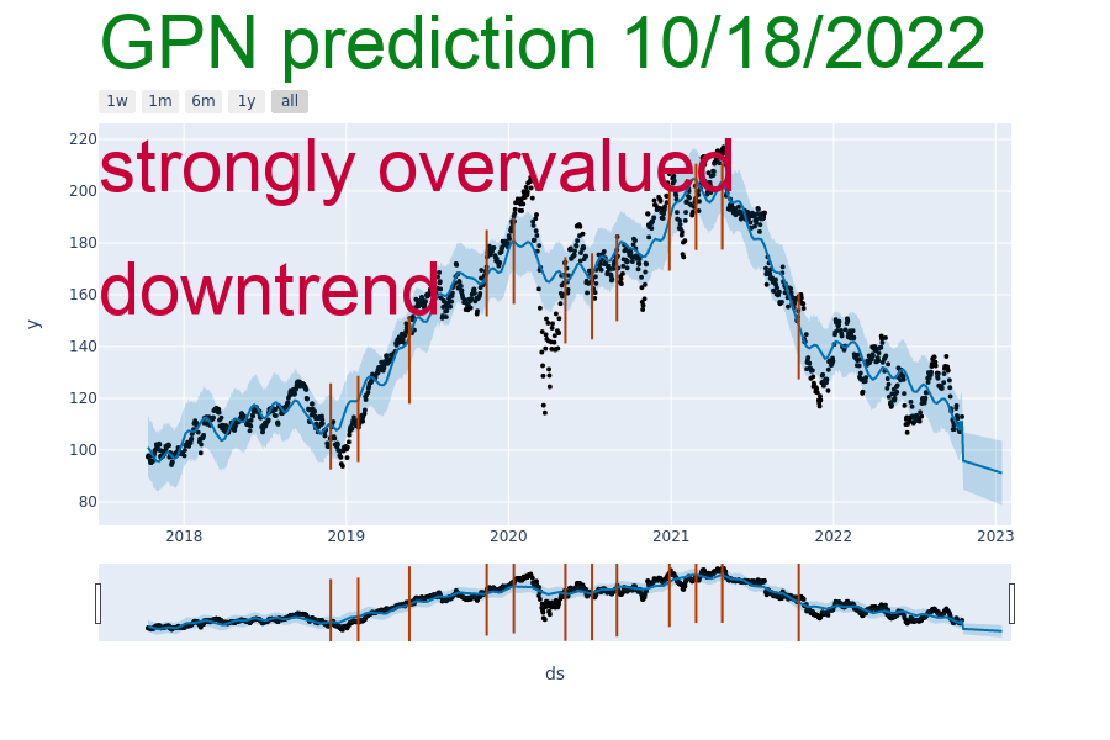 GPN prediction 10/18/2022
1w 1m 6m 1y all
220
strongly overvalued
200
180
downtrend
160
y
140
120
100
80
2018 2019 2020 2021 2022 2023
ds